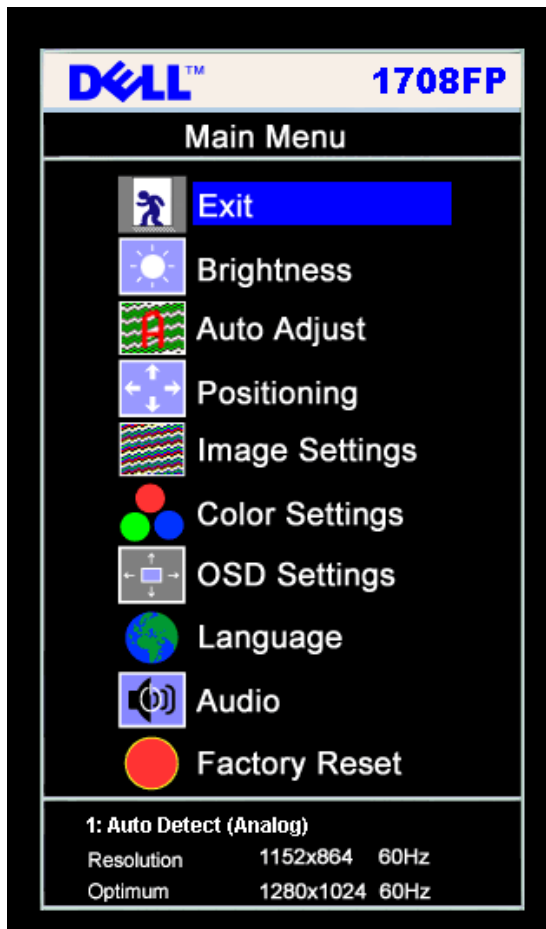 DELL™ 1708FP
Main Menu
Exit
Brightness
Auto Adjust
Positioning
Image Settings
Color Settings
OSD Settings
Language
Audio
Factory Reset
1: Auto Detect (Analog)
Resolution 1152x864 60Hz
Optimum 1280x1024 60Hz